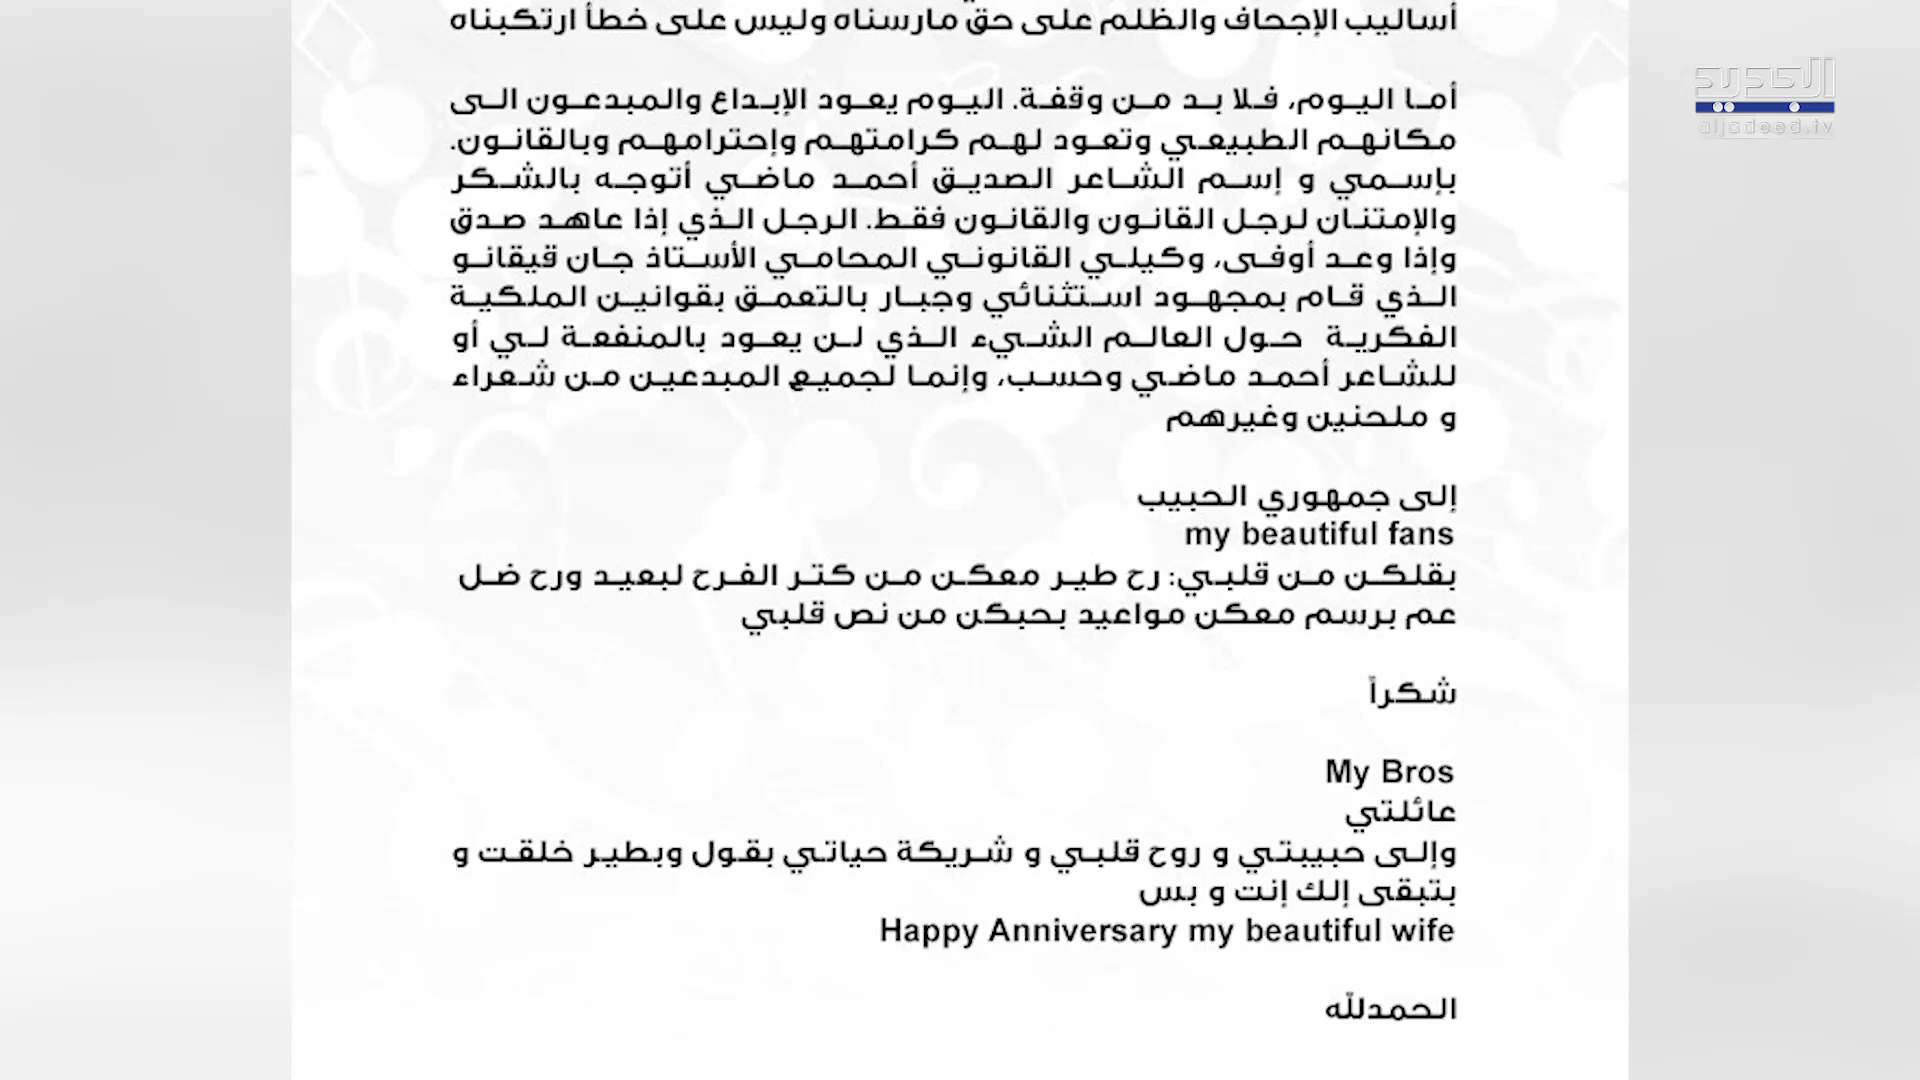 أساليب الإجحاف والظلم على حق مارسناه وليس على خطأ ارتكبناه
أما اليوم، فلا بد من وقفة. اليوم يعود الإبداع والمبدعون الى
مكانهم الطبيعي وتعود لهم كرامتهم وإحترامهم وبالقانون.
بإسمي و إسم الشاعر الصديق أحمد ماضي أتوجه بالشكر
والإمتنان لرجل القانون والقانون فقط. الرجل الذي إذا عاهد صدق
وإذا وعد أوفى، وكيلي القانوني المحامي الأستاذ جان قيقانو
الذي قام بمجهود استثنائي وجبار بالتعمق بقوانين الملكية
الفكرية حول العالم الشيء الذي لن يعود بالمنفعة لي أو
للشاعر أحمد ماضي وحسب، وإنما لجميع المبدعين من شعراء
و ملحنين وغيرهم
إلى جمهوري الحبيب
my beautiful fans
بقلكن من قلبي: رح طير معكن من كتر الفرح لبعيد ورح ضل
عم برسم معكن مواعيد بحبكن من نص قلبي
شكراً
My Bros
عائلتي
وإلى حبيبتي و روح قلبي و شريكة حياتي بقول وبطير خلقت و
بتبقى إلك إنت و بس
Happy Anniversary my beautiful wife
الحمدلله
الجديد
aljadeed.tv